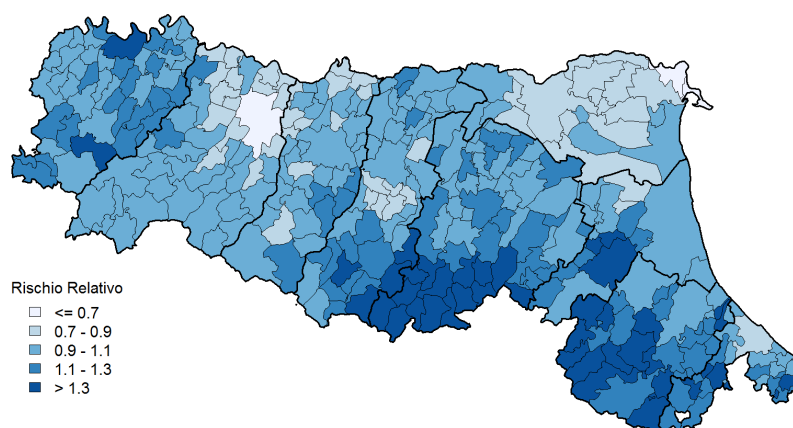 Rischio Relativo
<= 0.7
0.7 - 0.9
0.9 - 1.1
1.1 - 1.3
> 1.3